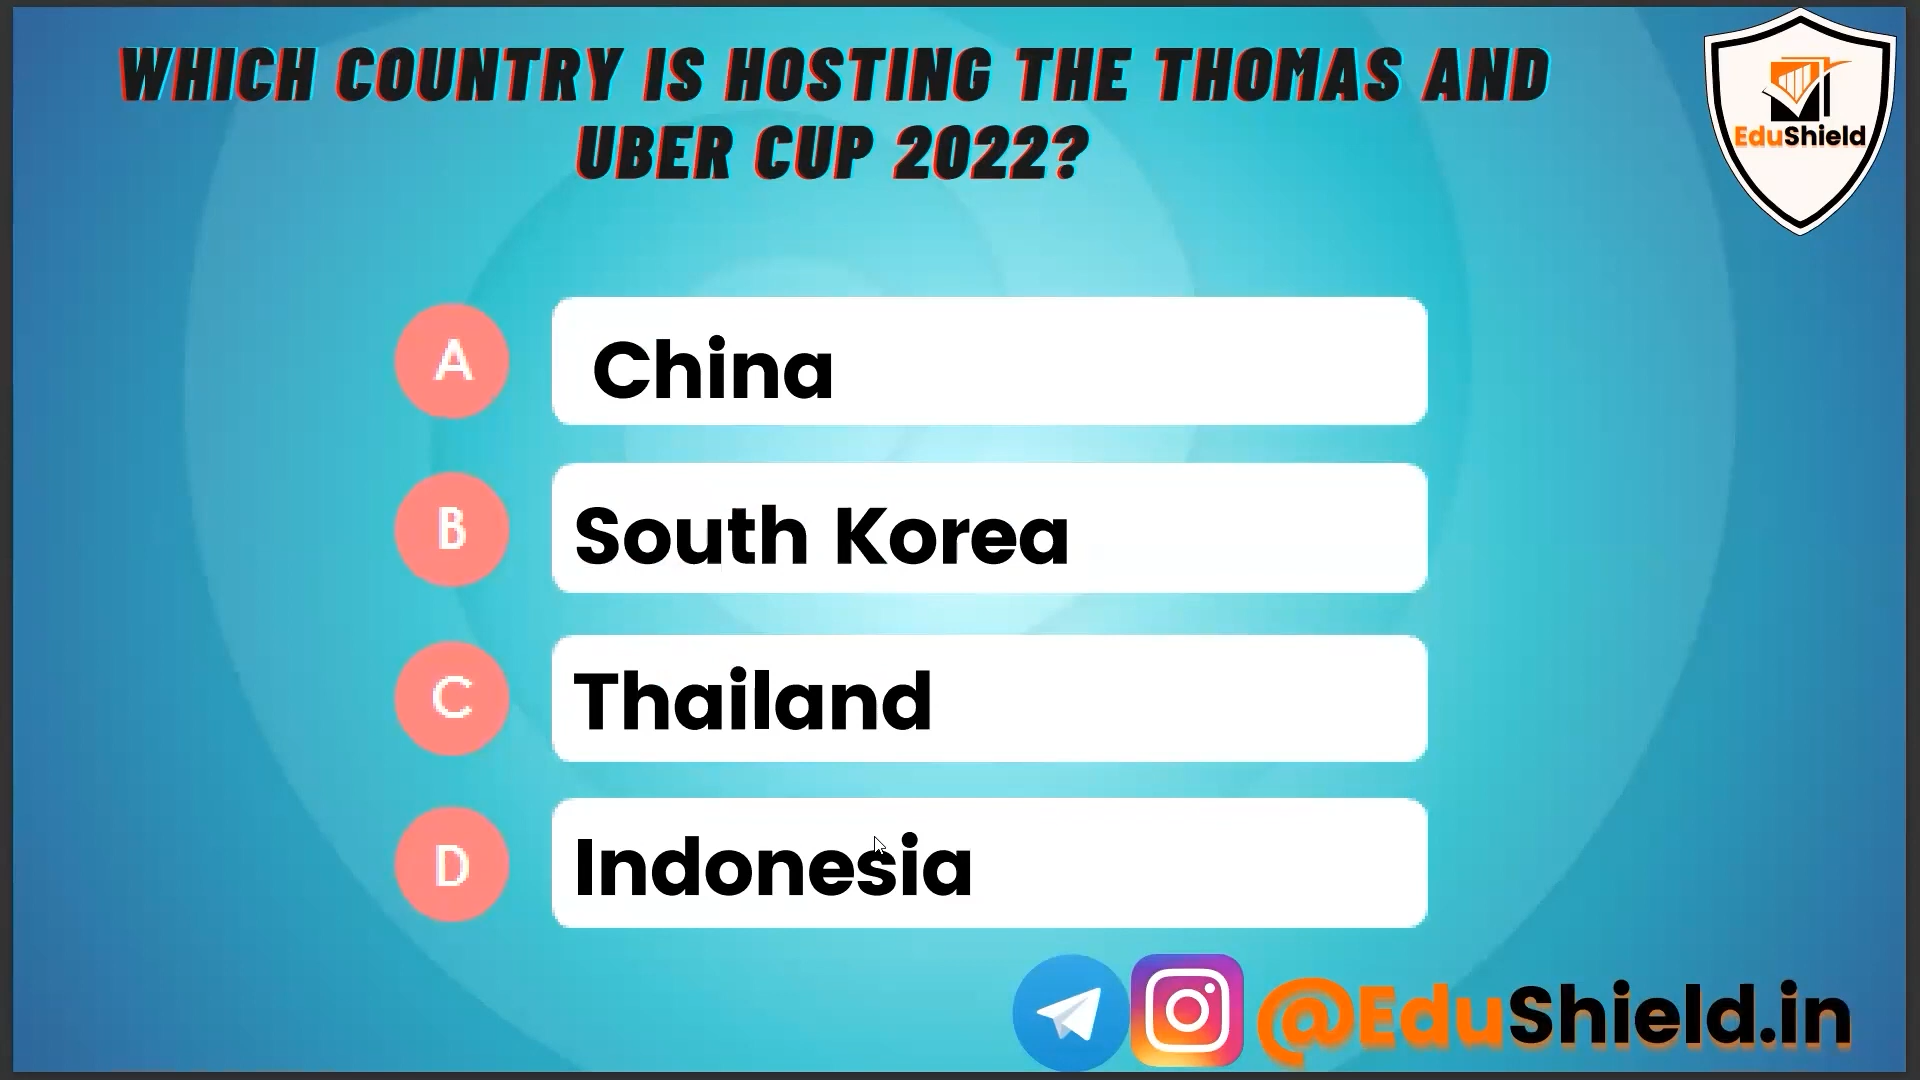 WHICH COUNTRY IS HOSTING THE THOMAS AND
UBER CUP 2022?
EduShield
A China
B South Korea
C Thailand
D Indonesia
@EduShield.in